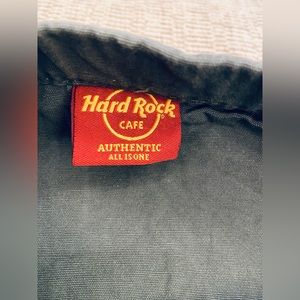 Hard Rock
CAFE
®
AUTHENTIC
ALL IS ONE